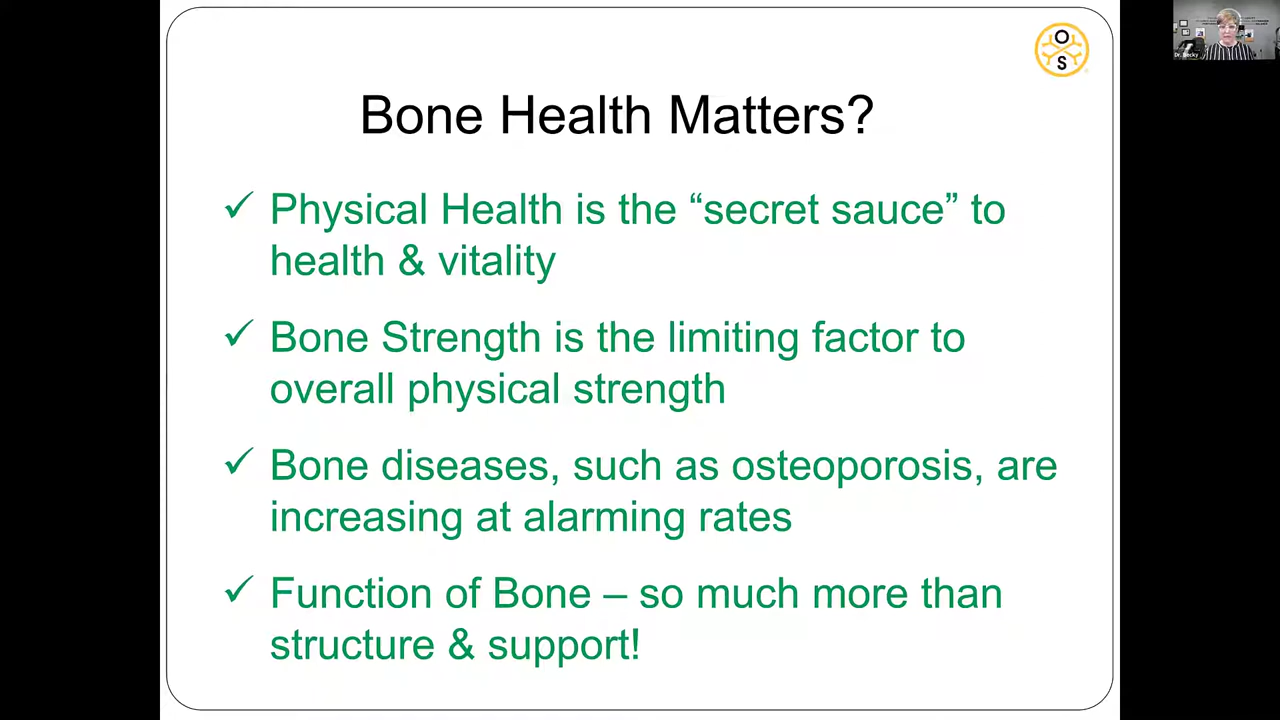 O
S
Bone Health Matters?
✓ Physical Health is the “secret sauce” to
health & vitality
✓ Bone Strength is the limiting factor to
overall physical strength
✓ Bone diseases, such as osteoporosis, are
increasing at alarming rates
✓ Function of Bone – so much more than
structure & support!
Dr. Becky